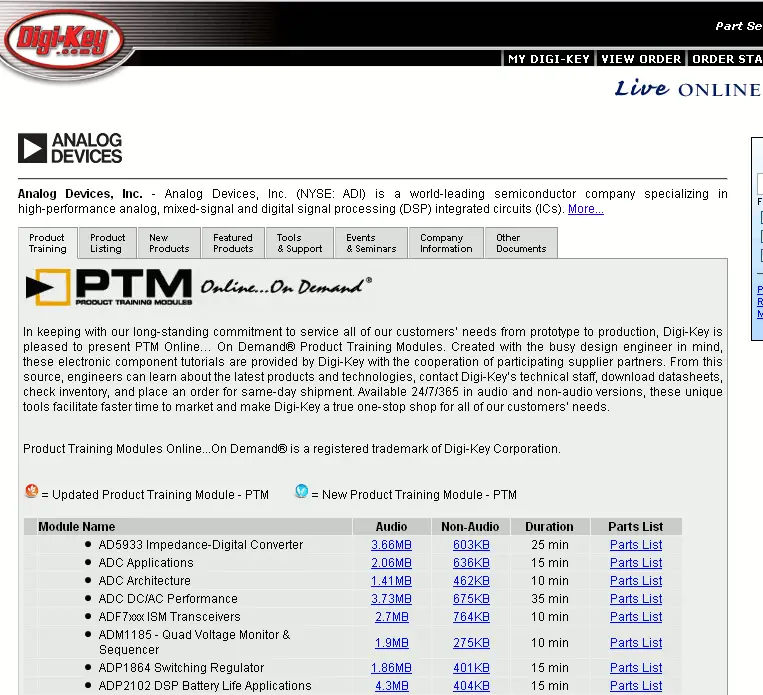 Digi-Key
.com
Part Se
MY DIGI-KEY VIEW ORDER ORDER STA
Live ONLINE
ANALOG
DEVICES
Analog Devices, Inc. - Analog Devices, Inc. (NYSE: ADI) is a world-leading semiconductor company specializing in
high-performance analog, mixed-signal and digital signal processing (DSP) integrated circuits (ICs). More...
Product Training
Product Listing
New Products
Featured Products
Tools & Support
Events & Seminars
Company Information
Other Documents
PTM Online...On Demand®
PRODUCT TRAINING MODULES
In keeping with our long-standing commitment to service all of our customers' needs from prototype to production, Digi-Key is
pleased to present PTM Online... On Demand® Product Training Modules. Created with the busy design engineer in mind,
these electronic component tutorials are provided by Digi-Key with the cooperation of participating supplier partners. From this
source, engineers can learn about the latest products and technologies, contact Digi-Key's technical staff, download datasheets,
check inventory, and place an order for same-day shipment. Available 24/7/365 in audio and non-audio versions, these unique
tools facilitate faster time to market and make Digi-Key a true one-stop shop for all of our customers' needs.
Product Training Modules Online...On Demand® is a registered trademark of Digi-Key Corporation.
= Updated Product Training Module - PTM = New Product Training Module - PTM
Module Name Audio Non-Audio Duration Parts List
• AD5933 Impedance-Digital Converter 3.66MB 603KB 25 min Parts List
• ADC Applications 2.06MB 636KB 15 min Parts List
• ADC Architecture 1.41MB 462KB 10 min Parts List
• ADC DC/AC Performance 3.73MB 675KB 35 min Parts List
• ADF7xxx ISM Transceivers 2.7MB 764KB 10 min Parts List
• ADM1185 - Quad Voltage Monitor &
Sequencer 1.9MB 275KB 10 min Parts List
• ADP1864 Switching Regulator 1.86MB 401KB 15 min Parts List
• ADP2102 DSP Battery Life Applications 4.3MB 404KB 15 min Parts List